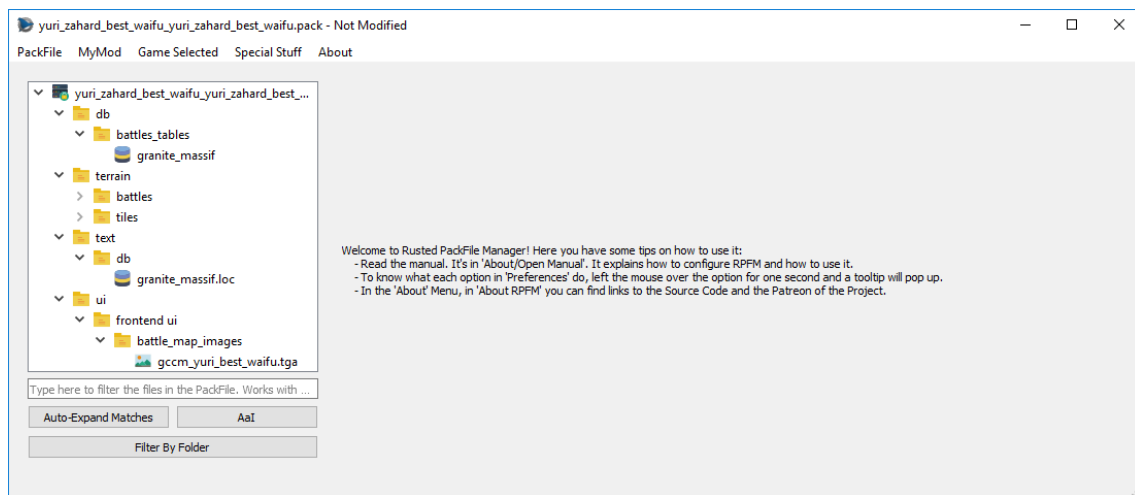 yuri_zahard_best_waifu_yuri_zahard_best_waifu.pack - Not Modified
PackFile MyMod Game Selected Special Stuff About
yuri_zahard_best_waifu_yuri_zahard_best_...
db
battles_tables
granite_massif
terrain
battles
tiles
text
db
granite_massif.loc
ui
frontend ui
battle_map_images
gccm_yuri_best_waifu.tga
Type here to filter the files in the PackFile. Works with ...
Auto-Expand Matches AaI
Filter By Folder
Welcome to Rusted PackFile Manager! Here you have some tips on how to use it:
- Read the manual. It's in 'About/Open Manual'. It explains how to configure RPFM and how to use it.
- To know what each option in 'Preferences' do, left the mouse over the option for one second and a tooltip will pop up.
- In the 'About' Menu, in 'About RPFM' you can find links to the Source Code and the Patreon of the Project.